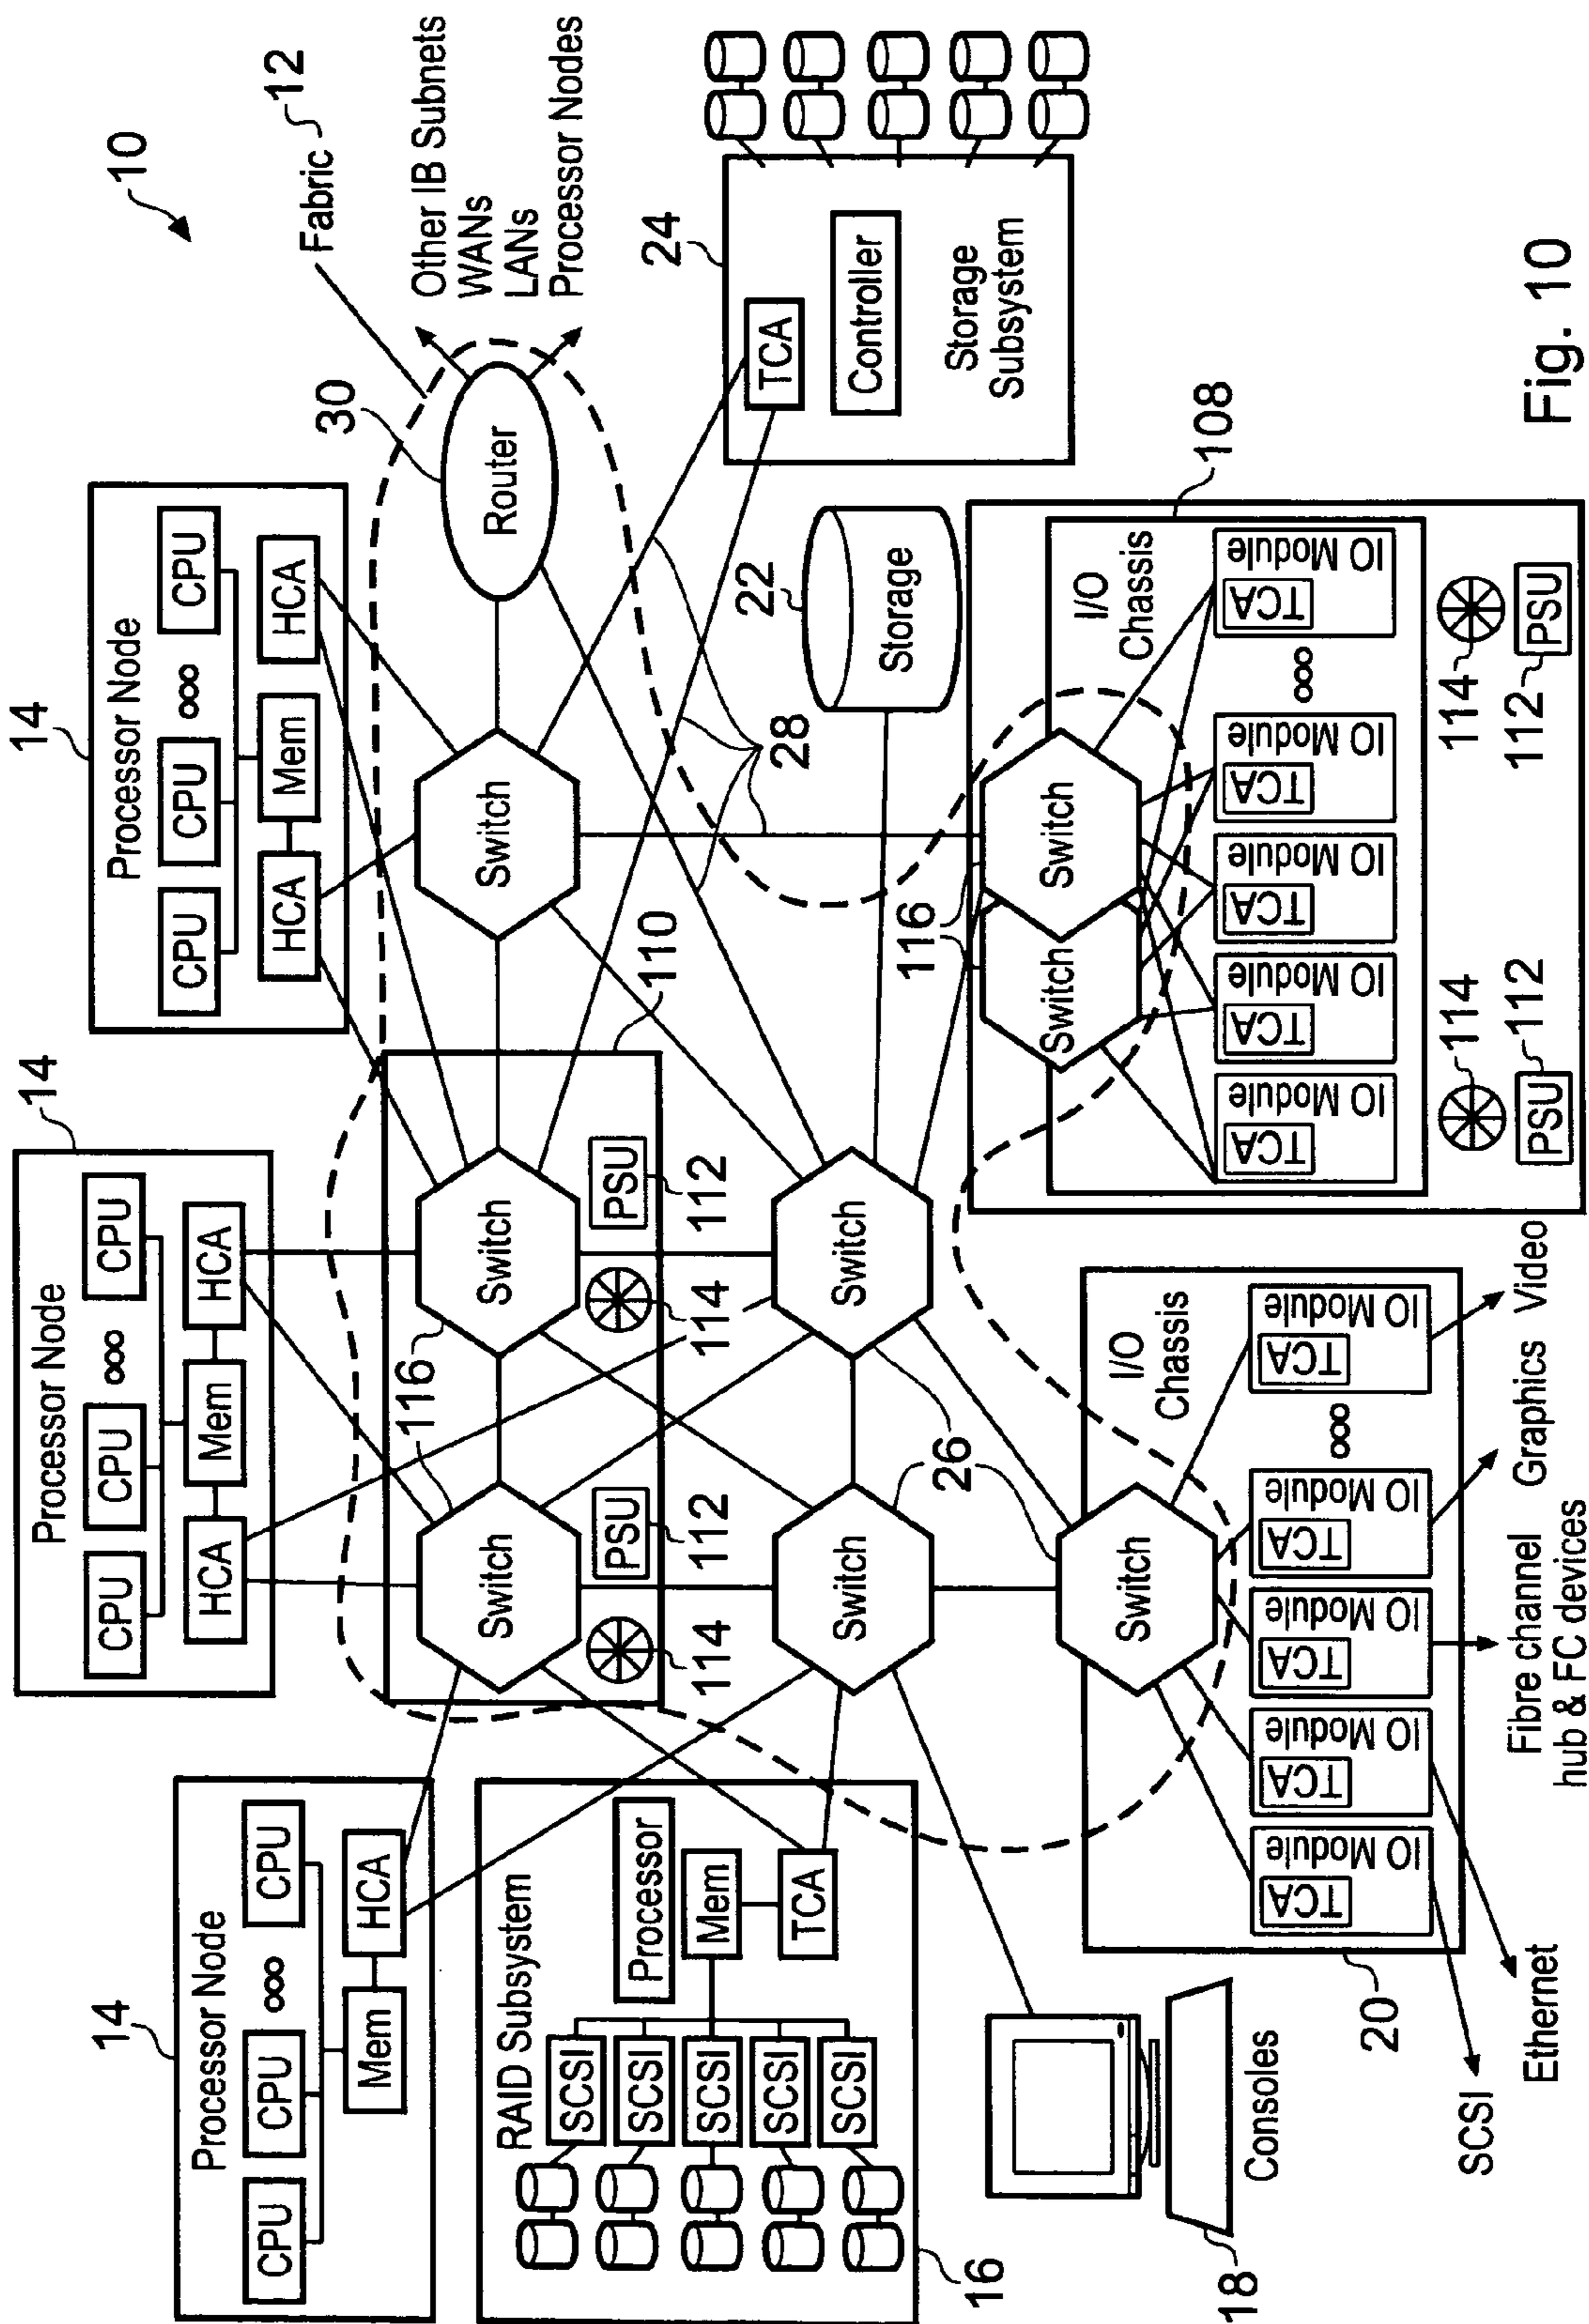 10
Fabric 12
Other IB Subnets
WANs
LANs
Processor Nodes
14
Processor Node
CPU
CPU
ooo
CPU
HCA
Mem
HCA
14
Processor Node
CPU
CPU
ooo
CPU
HCA
Mem
HCA
14
Processor Node
CPU
CPU
ooo
CPU
Mem
HCA
30
Router
Switch
Switch
Switch
116
110
PSU
112
114
PSU
112
114
28
24
TCA
Controller
Storage
Subsystem
22
Storage
RAID Subsystem
Processor
Mem
TCA
SCSI
SCSI
SCSI
SCSI
SCSI
16
Switch
Switch
26
18
Consoles
Switch
I/O
Chassis
TCA
IO Module
TCA
IO Module
TCA
IO Module
TCA
IO Module
ooo
TCA
IO Module
20
SCSI
Ethernet
Fibre channel
hub & FC devices
Graphics
Video
116
Switch
Switch
I/O
Chassis
108
TCA
IO Module
TCA
IO Module
TCA
IO Module
TCA
IO Module
ooo
TCA
IO Module
114
PSU
112
114
112
PSU
Fig. 10